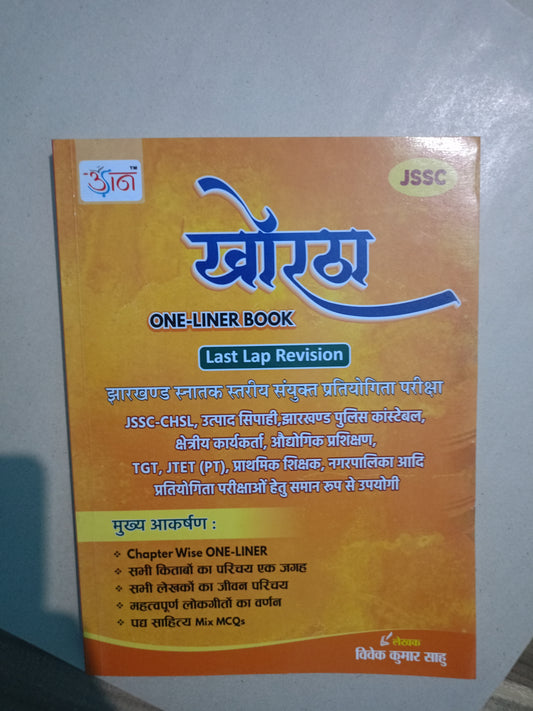 उड़ान
TM
JSSC
खोॅरठा
ONE-LINER BOOK
Last Lap Revision
झारखण्ड स्नातक स्तरीय संयुक्त प्रतियोगिता परीक्षा
JSSC-CHSL, उत्पाद सिपाही,झारखण्ड पुलिस कांस्टेबल,
क्षेत्रीय कार्यकर्ता, औद्योगिक प्रशिक्षण,
TGT, JTET (PT), प्राथमिक शिक्षक, नगरपालिका आदि
प्रतियोगिता परीक्षाओं हेतु समान रूप से उपयोगी
मुख्य आकर्षण :
❖ Chapter Wise ONE-LINER
❖ सभी किताबों का परिचय एक जगह
❖ सभी लेखकों का जीवन परिचय
❖ महत्वपूर्ण लोकगीतों का वर्णन
❖ पद्य साहित्य Mix MCQs
लेखक
विवेक कुमार साहु